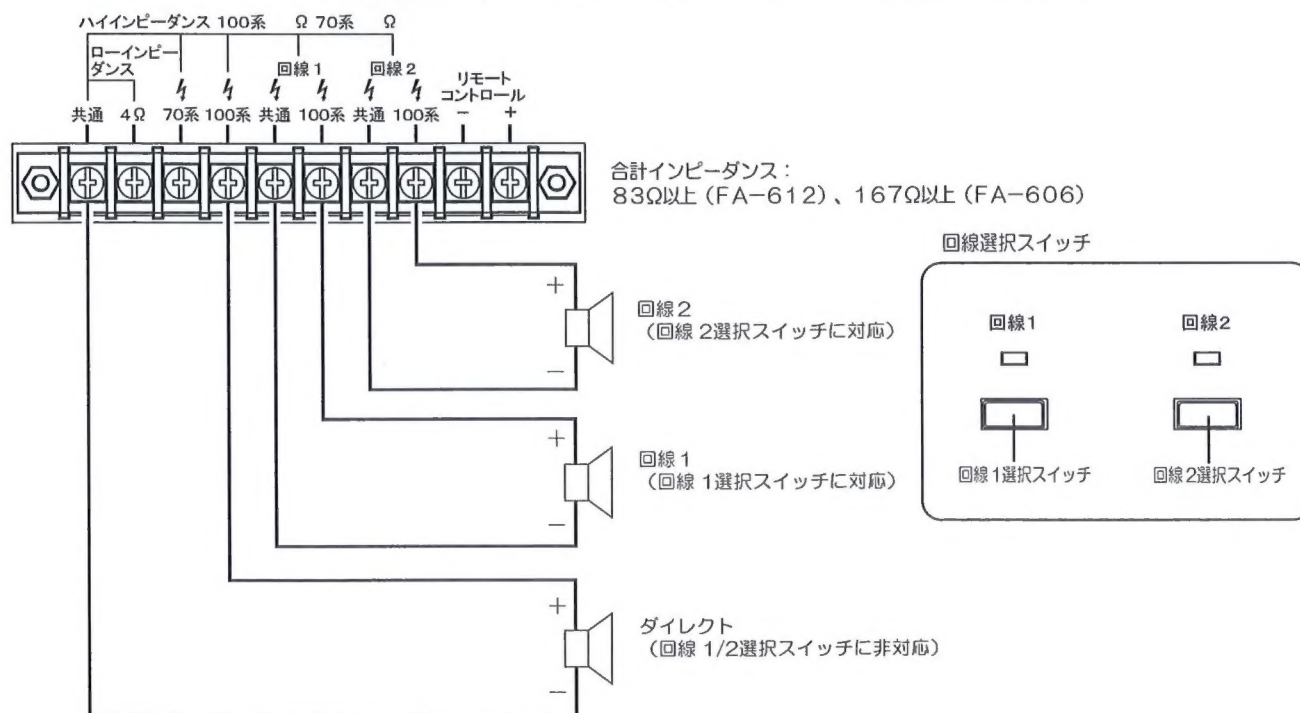 ハイインピーダンス 100系 Ω 70系 Ω
ローインピー
ダンス
回線1
回線2
リモート
コントロール
共通 4Ω 70系 100系 共通 100系 共通 100系 − +
合計インピーダンス：
83Ω以上（FA-612）、167Ω以上（FA-606）
+
回線2
（回線 2選択スイッチに対応）
−
+
回線1
（回線 1選択スイッチに対応）
−
+
ダイレクト
（回線 1/2選択スイッチに非対応）
−
回線選択スイッチ
回線1
回線2
回線1選択スイッチ
回線2選択スイッチ